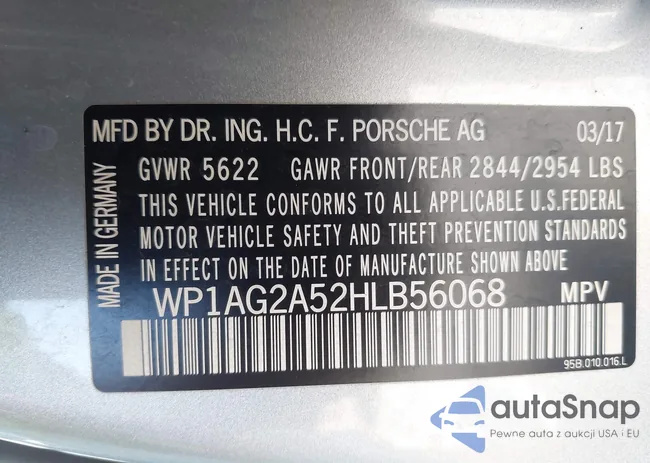 MFD BY DR. ING. H.C. F. PORSCHE AG 03/17
GVWR 5622 GAWR FRONT/REAR 2844/2954 LBS
THIS VEHICLE CONFORMS TO ALL APPLICABLE U.S.FEDERAL
MOTOR VEHICLE SAFETY AND THEFT PREVENTION STANDARDS
IN EFFECT ON THE DATE OF MANUFACTURE SHOWN ABOVE
MADE IN GERMANY
WP1AG2A52HLB56068 MPV
95B.010.016.L
autaSnap
Pewne auta z aukcji USA i EU